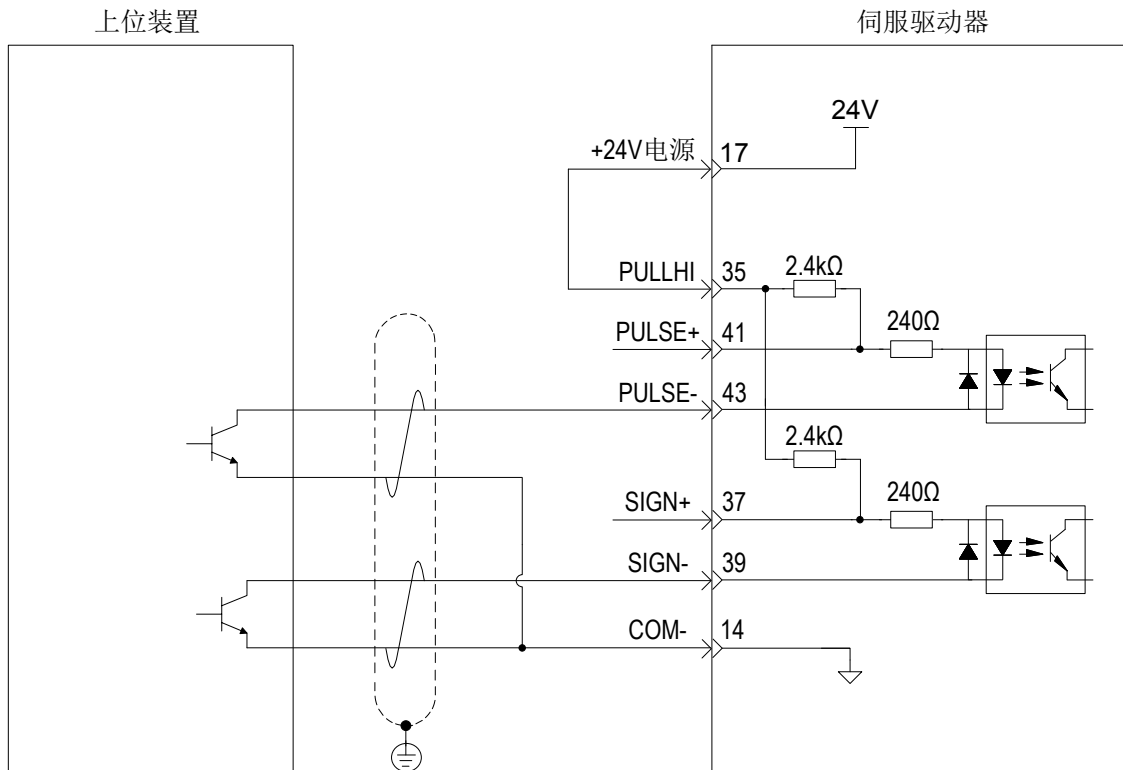 上位装置
伺服驱动器
24V
+24V电源
17
PULLHI
35
2.4kΩ
PULSE+
41
240Ω
PULSE-
43
2.4kΩ
SIGN+
37
240Ω
SIGN-
39
COM-
14